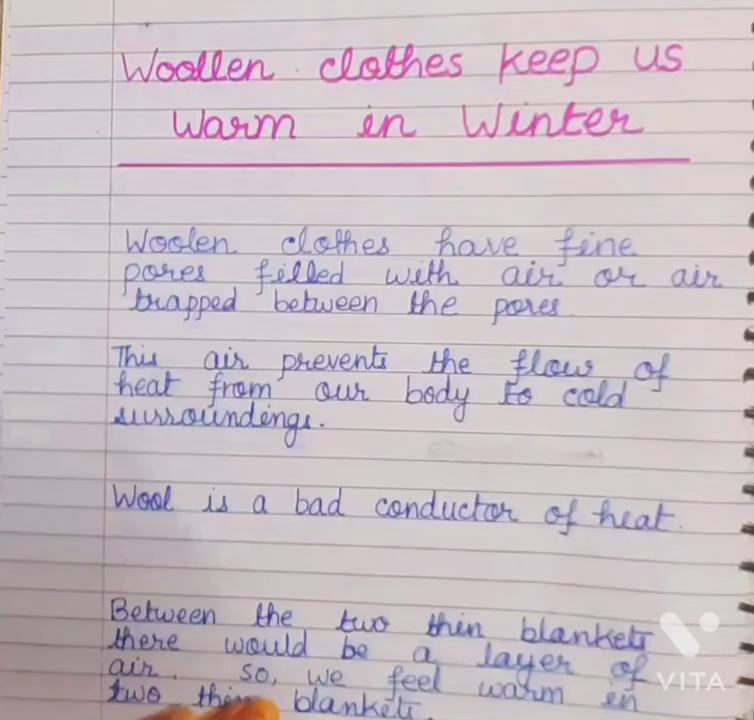 Woollen clothes keep us
warm in Winter
Woolen clothes have fine
pores filled with air or air
trapped between the pores
This air prevents the flow of
heat from our body to cold
surroundings.
Wool is a bad conductor of heat.
Between the two thin blankets
there would be a layer of
air. so, we feel warm in
two thin blankets.
VITA